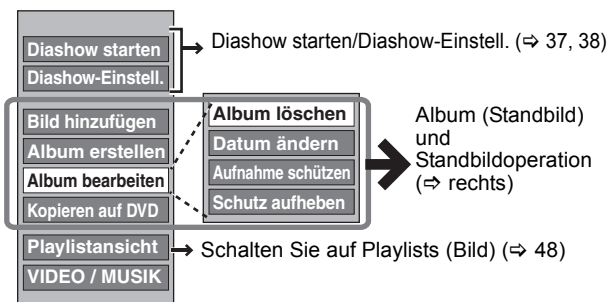 Diashow starten
Diashow-Einstell.
Diashow starten/Diashow-Einstell. (⇨ 37, 38)
Bild hinzufügen
Album erstellen
Album bearbeiten
Kopieren auf DVD
Album löschen
Datum ändern
Aufnahme schützen
Schutz aufheben
Album (Standbild)
und
Standbildoperation
(⇨ rechts)
Playlistansicht
Schalten Sie auf Playlists (Bild) (⇨ 48)
VIDEO / MUSIK